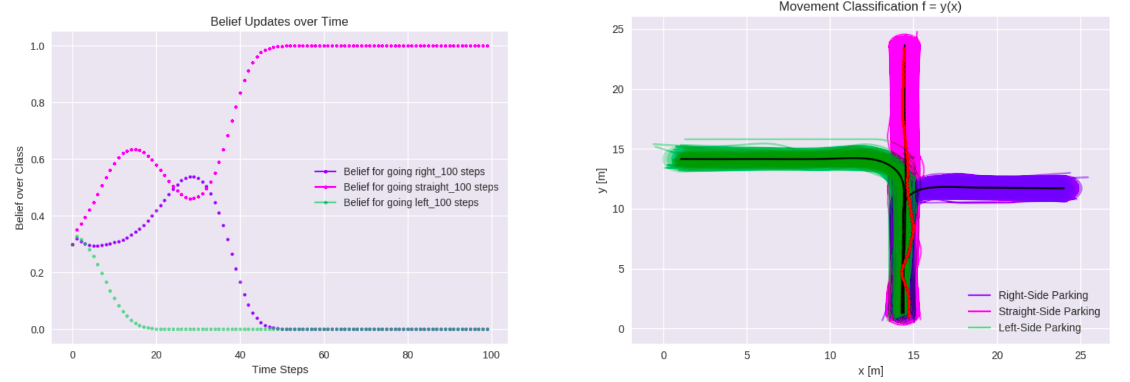 Belief Updates over Time
Belief over Class
1.0
0.8
0.6
0.4
0.2
0.0
Belief for going right_100 steps
Belief for going straight_100 steps
Belief for going left_100 steps
0 20 40 60 80 100
Time Steps
Movement Classification f = y(x)
y [m]
25
20
15
10
5
0
Right-Side Parking
Straight-Side Parking
Left-Side Parking
0 5 10 15 20 25
x [m]